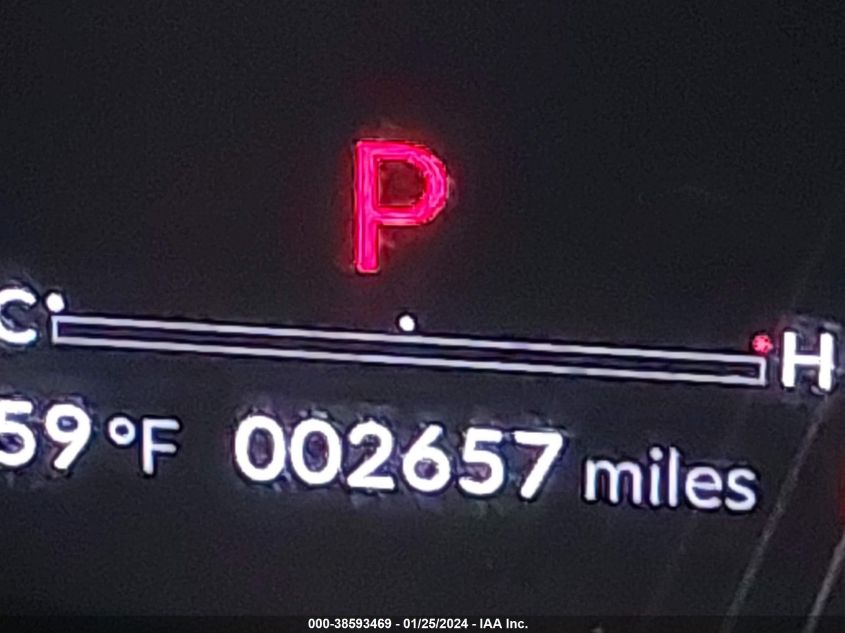 P
C H
59 °F 002657 miles
000-38593469 - 01/25/2024 - IAA Inc.